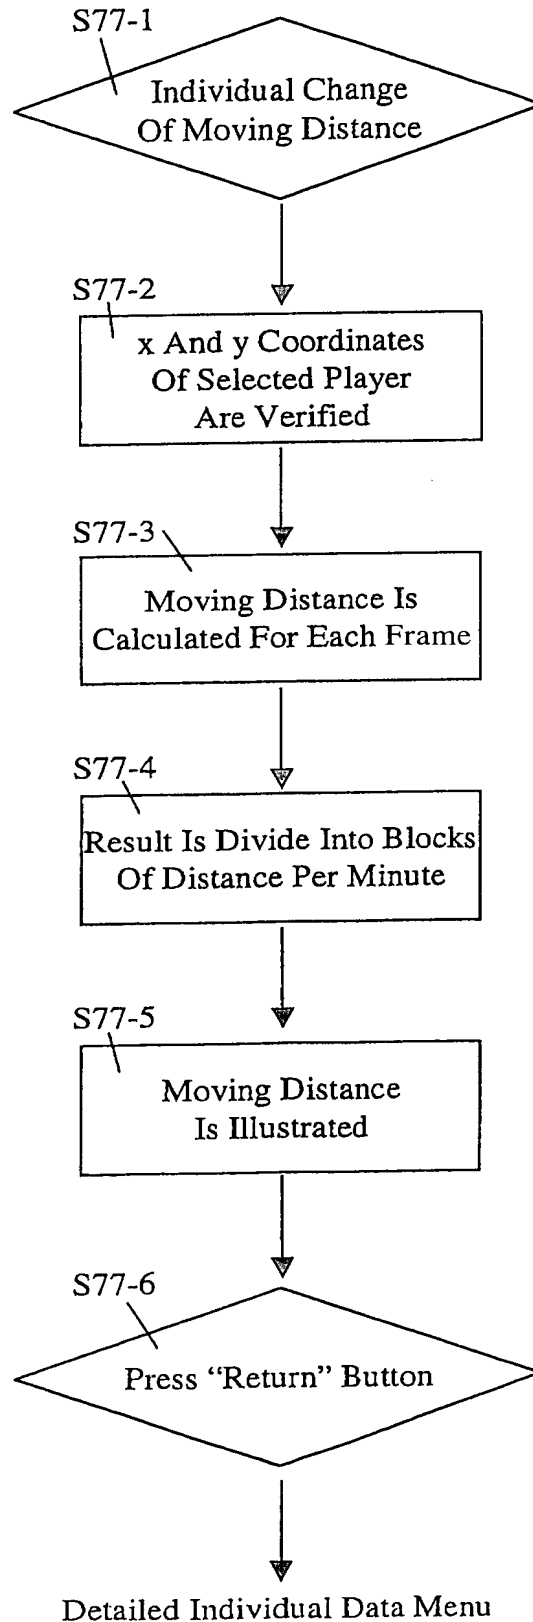 S77-1
Individual Change
Of Moving Distance
S77-2
x And y Coordinates
Of Selected Player
Are Verified
S77-3
Moving Distance Is
Calculated For Each Frame
S77-4
Result Is Divide Into Blocks
Of Distance Per Minute
S77-5
Moving Distance
Is Illustrated
S77-6
Press “Return” Button
Detailed Individual Data Menu